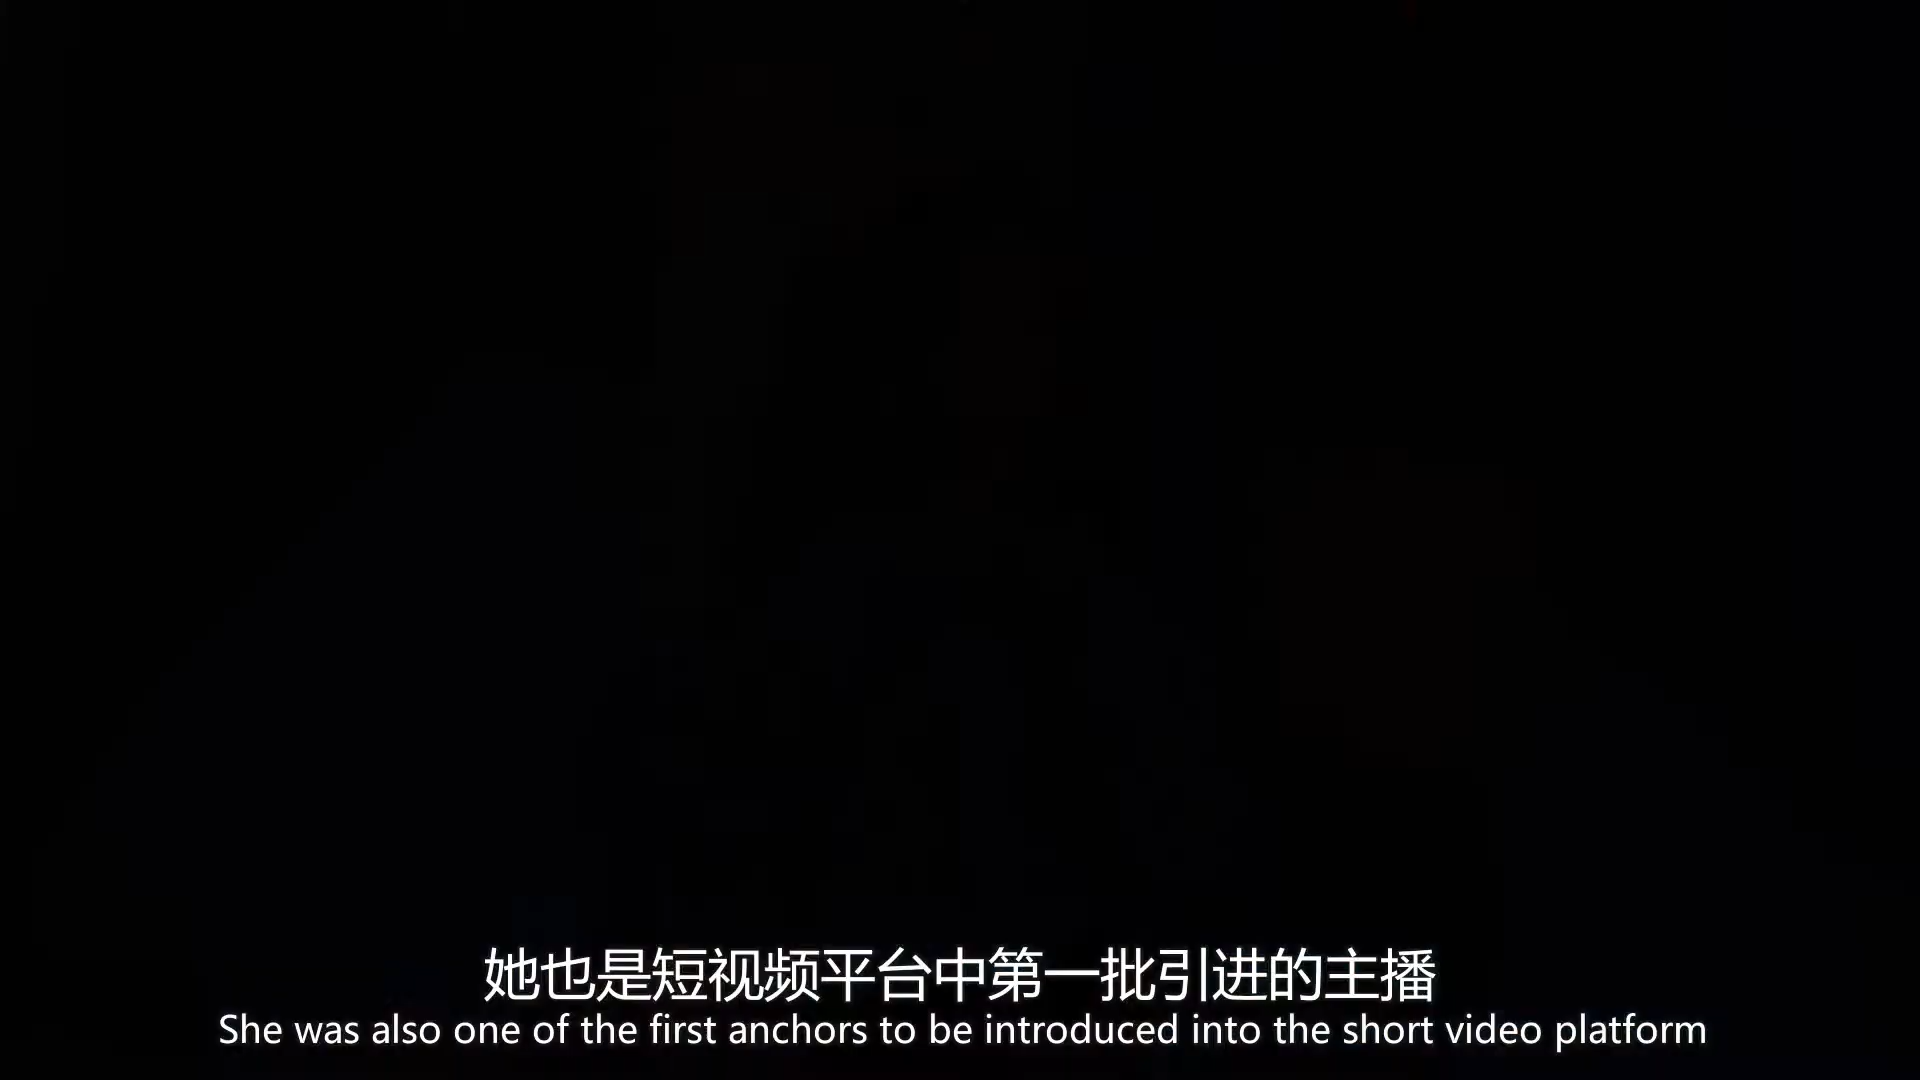 她也是短视频平台中第一批引进的主播
She was also one of the first anchors to be introduced into the short video platform